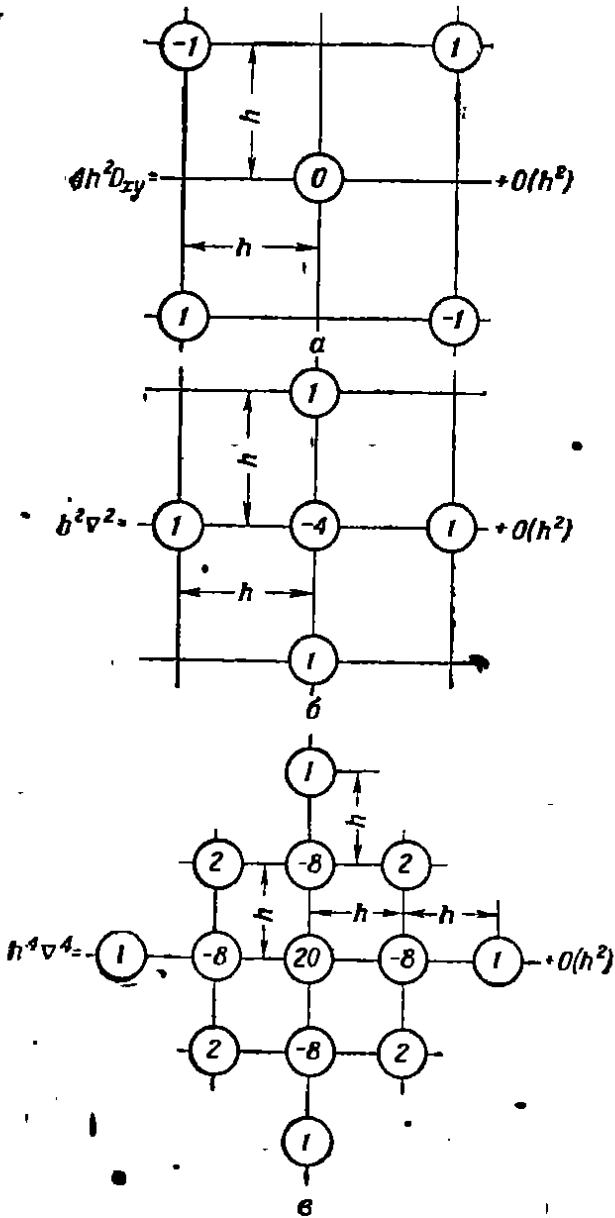 -1 1
h
4h²D_xy= 0 +O(h²)
h
1 -1
а
1
h
h²∇²= 1 -4 1 +O(h²)
h
1
б
1
h
2 -8 2
h h h
h⁴∇⁴= 1 -8 20 -8 1 +O(h²)
2 -8 2
1
в